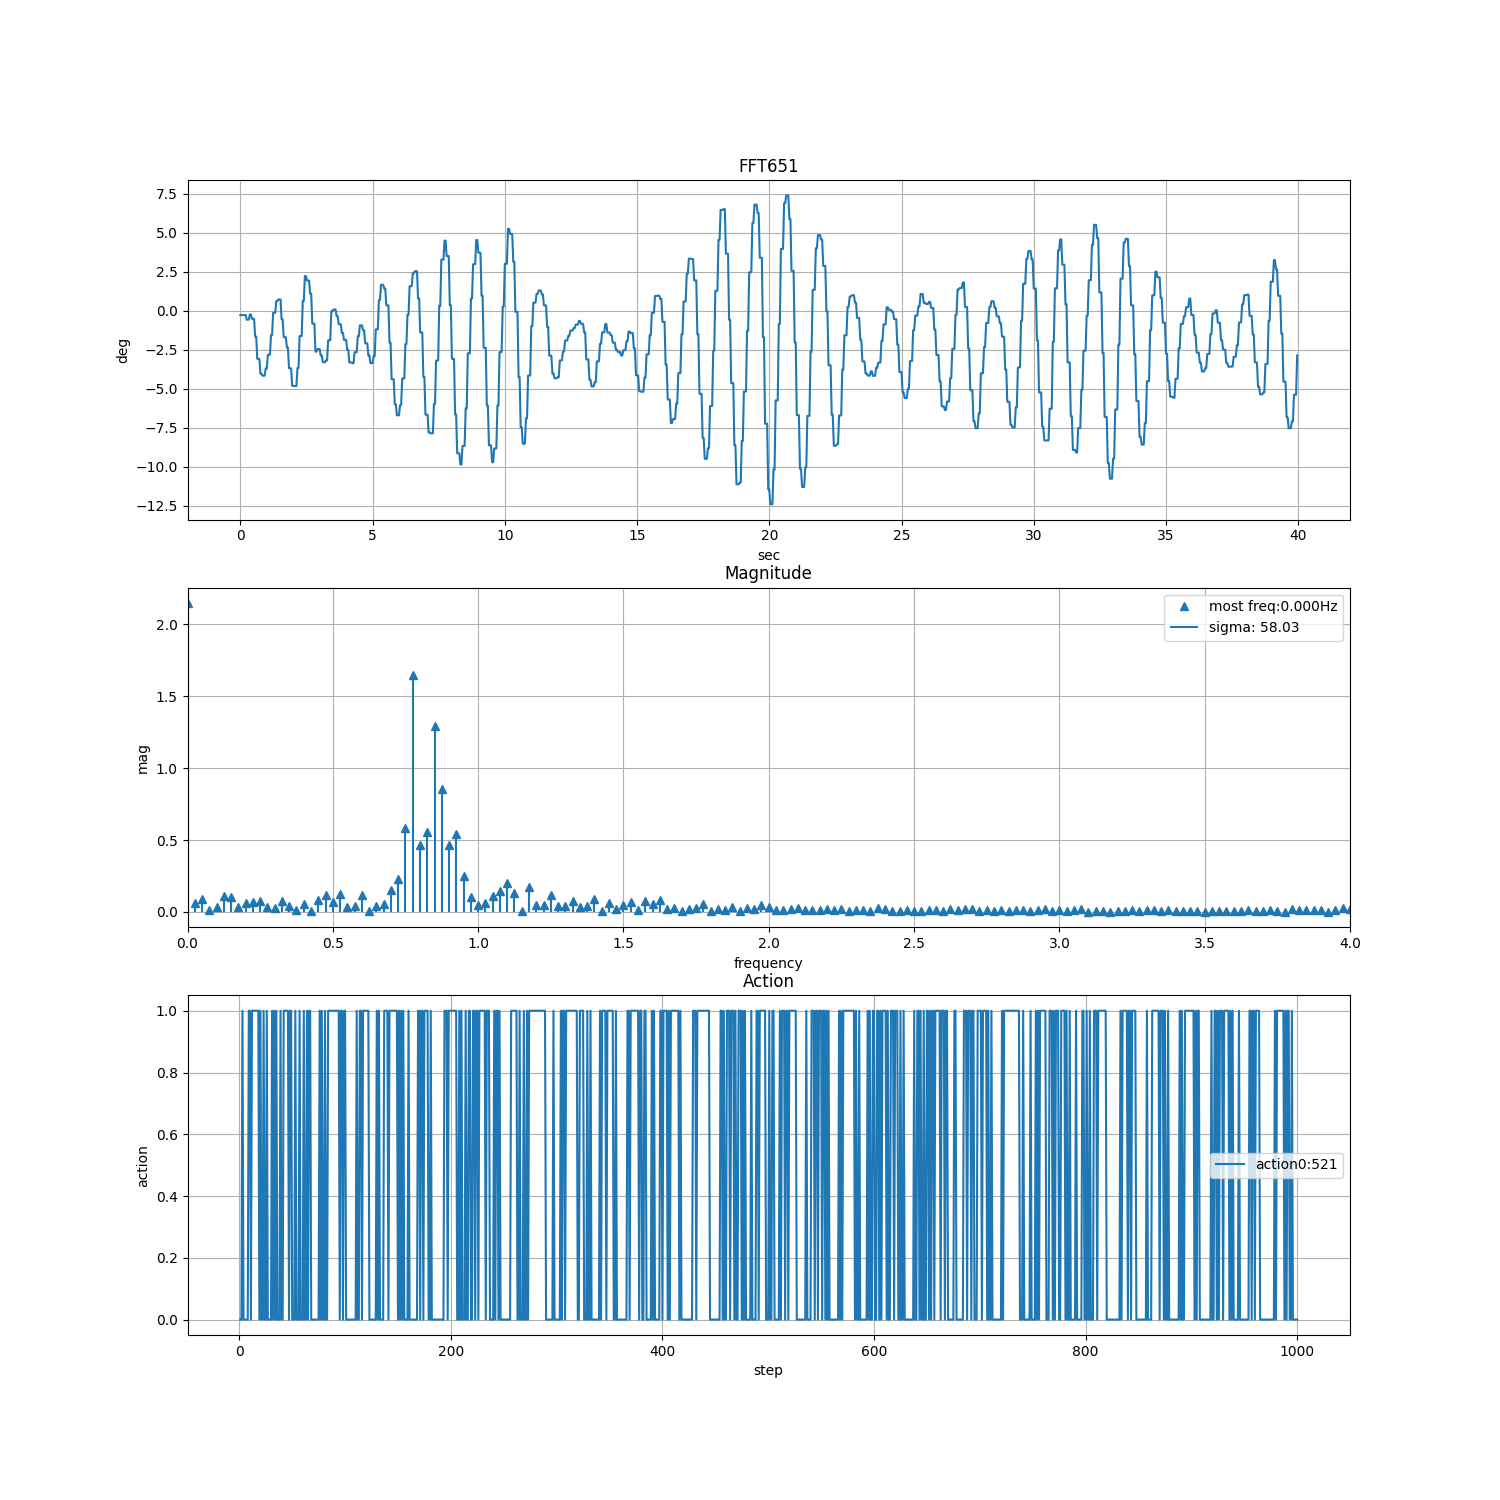 FFT651
7.5
5.0
2.5
0.0
−2.5
−5.0
−7.5
−10.0
−12.5
deg
0 5 10 15 20 25 30 35 40
sec
Magnitude
most freq:0.000Hz
sigma: 58.03
2.0
1.5
1.0
0.5
0.0
mag
0.0 0.5 1.0 1.5 2.0 2.5 3.0 3.5 4.0
frequency
Action
1.0
0.8
0.6
0.4
0.2
0.0
action
action0:521
0 200 400 600 800 1000
step